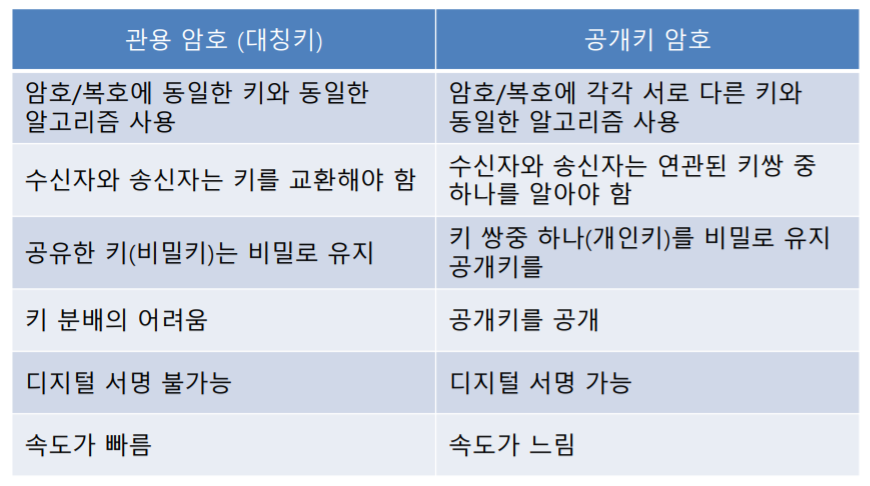 관용 암호 (대칭키)
공개키 암호
암호/복호에 동일한 키와 동일한
알고리즘 사용
암호/복호에 각각 서로 다른 키와
동일한 알고리즘 사용
수신자와 송신자는 키를 교환해야 함
수신자와 송신자는 연관된 키쌍 중
하나를 알아야 함
공유한 키(비밀키)는 비밀로 유지
키 쌍중 하나(개인키)를 비밀로 유지
공개키를
키 분배의 어려움
공개키를 공개
디지털 서명 불가능
디지털 서명 가능
속도가 빠름
속도가 느림